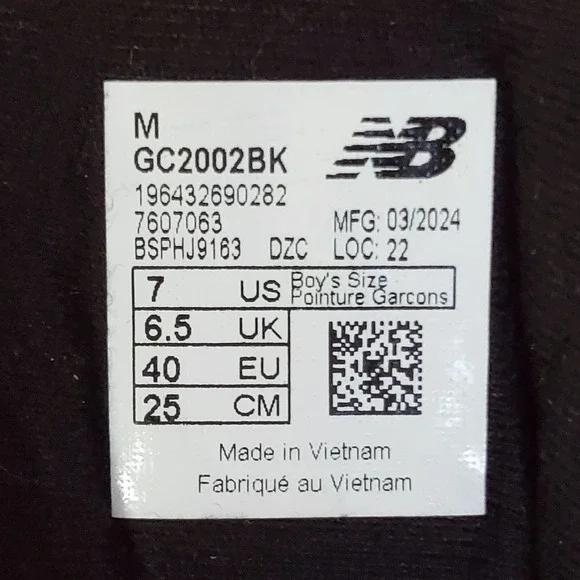 M
GC2002BK
NB
196432690282
7607063 MFG: 03/2024
BSPHJ9163 DZC LOC: 22
7 US Boy's Size
Pointure Garcons
6.5 UK
40 EU
25 CM
Made in Vietnam
Fabriqué au Vietnam